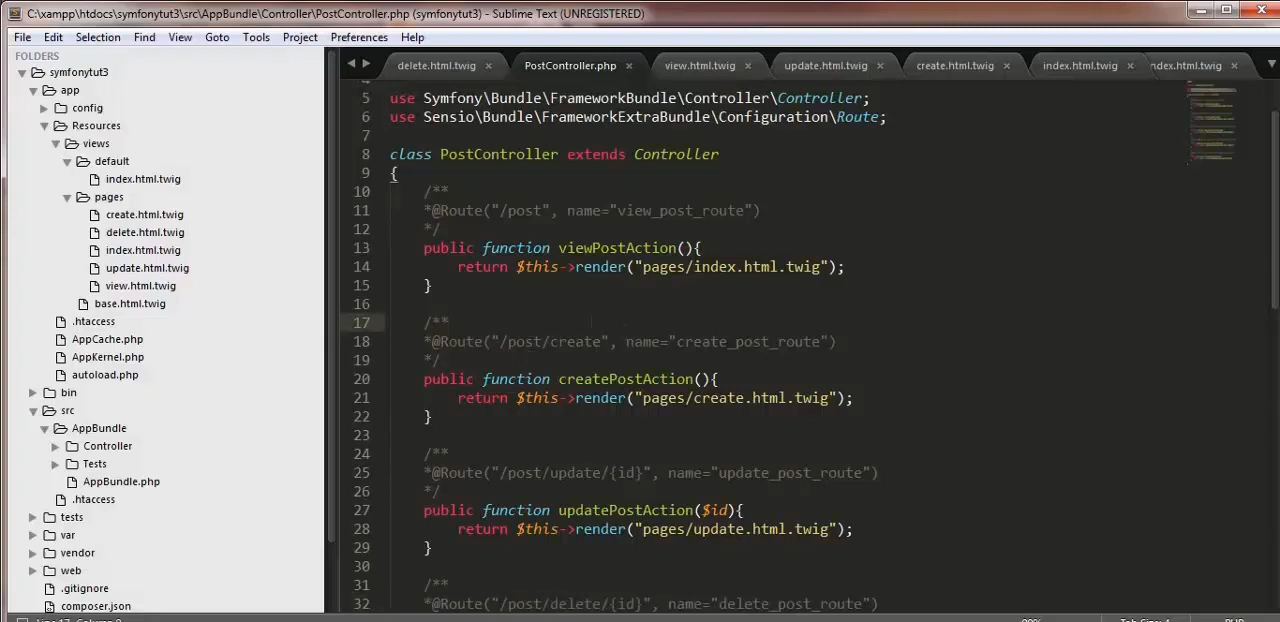 C:\xampp\htdocs\symfonytut3\src\AppBundle\Controller\PostController.php (symfonytut3) - Sublime Text (UNREGISTERED)
File Edit Selection Find View Goto Tools Project Preferences Help
FOLDERS
symfonytut3
app
config
Resources
views
default
index.html.twig
pages
create.html.twig
delete.html.twig
index.html.twig
update.html.twig
view.html.twig
base.html.twig
.htaccess
AppCache.php
AppKernel.php
autoload.php
bin
src
AppBundle
Controller
Tests
AppBundle.php
.htaccess
tests
var
vendor
web
.gitignore
composer.json
delete.html.twig PostController.php view.html.twig update.html.twig create.html.twig index.html.twig ndex.html.twig
5 use Symfony\Bundle\FrameworkBundle\Controller\Controller;
6 use Sensio\Bundle\FrameworkExtraBundle\Configuration\Route;
7
8 class PostController extends Controller
9 {
10 /**
11 *@Route("/post", name="view_post_route")
12 */
13 public function viewPostAction(){
14 return $this->render("pages/index.html.twig");
15 }
16
17 /**
18 *@Route("/post/create", name="create_post_route")
19 */
20 public function createPostAction(){
21 return $this->render("pages/create.html.twig");
22 }
23
24 /**
25 *@Route("/post/update/{id}", name="update_post_route")
26 */
27 public function updatePostAction($id){
28 return $this->render("pages/update.html.twig");
29 }
30
31 /**
32 *@Route("/post/delete/{id}", name="delete_post_route")